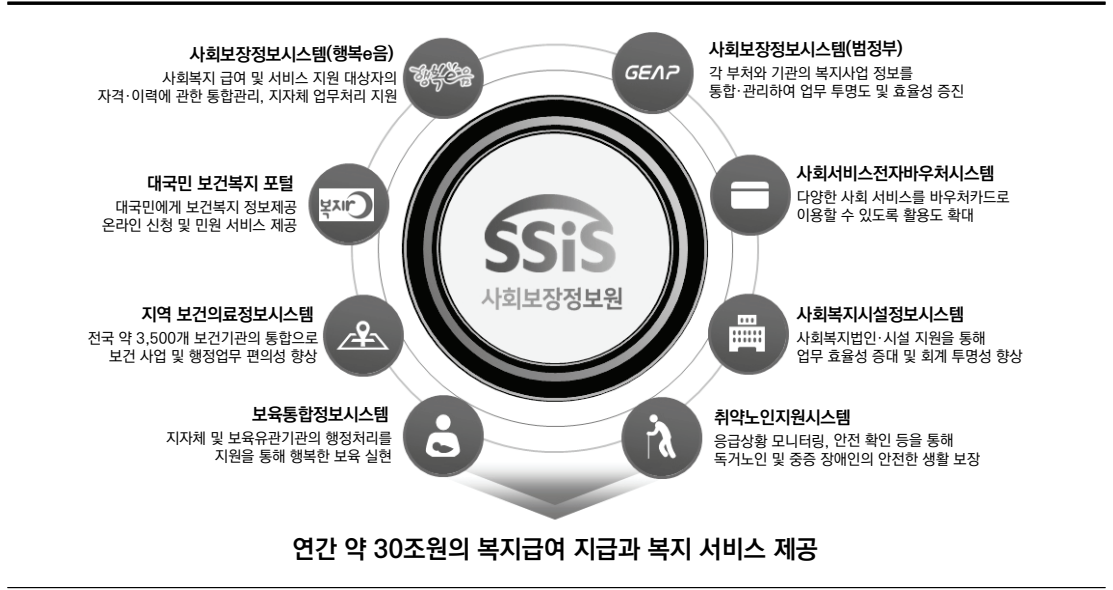 사회보장정보시스템(행복e음)
사회복지 급여 및 서비스 지원 대상자의
자격·이력에 관한 통합관리, 지자체 업무처리 지원
행복e음
GEAP
사회보장정보시스템(범정부)
각 부처와 기관의 복지사업 정보를
통합·관리하여 업무 투명도 및 효율성 증진
대국민 보건복지 포털
대국민에게 보건복지 정보제공
온라인 신청 및 민원 서비스 제공
복지로
사회서비스전자바우처시스템
다양한 사회 서비스를 바우처카드로
이용할 수 있도록 활용도 확대
SSiS
사회보장정보원
지역 보건의료정보시스템
전국 약 3,500개 보건기관의 통합으로
보건 사업 및 행정업무 편의성 향상
사회복지시설정보시스템
사회복지법인·시설 지원을 통해
업무 효율성 증대 및 회계 투명성 향상
보육통합정보시스템
지자체 및 보육유관기관의 행정처리를
지원을 통해 행복한 보육 실현
취약노인지원시스템
응급상황 모니터링, 안전 확인 등을 통해
독거노인 및 중증 장애인의 안전한 생활 보장
연간 약 30조원의 복지급여 지급과 복지 서비스 제공